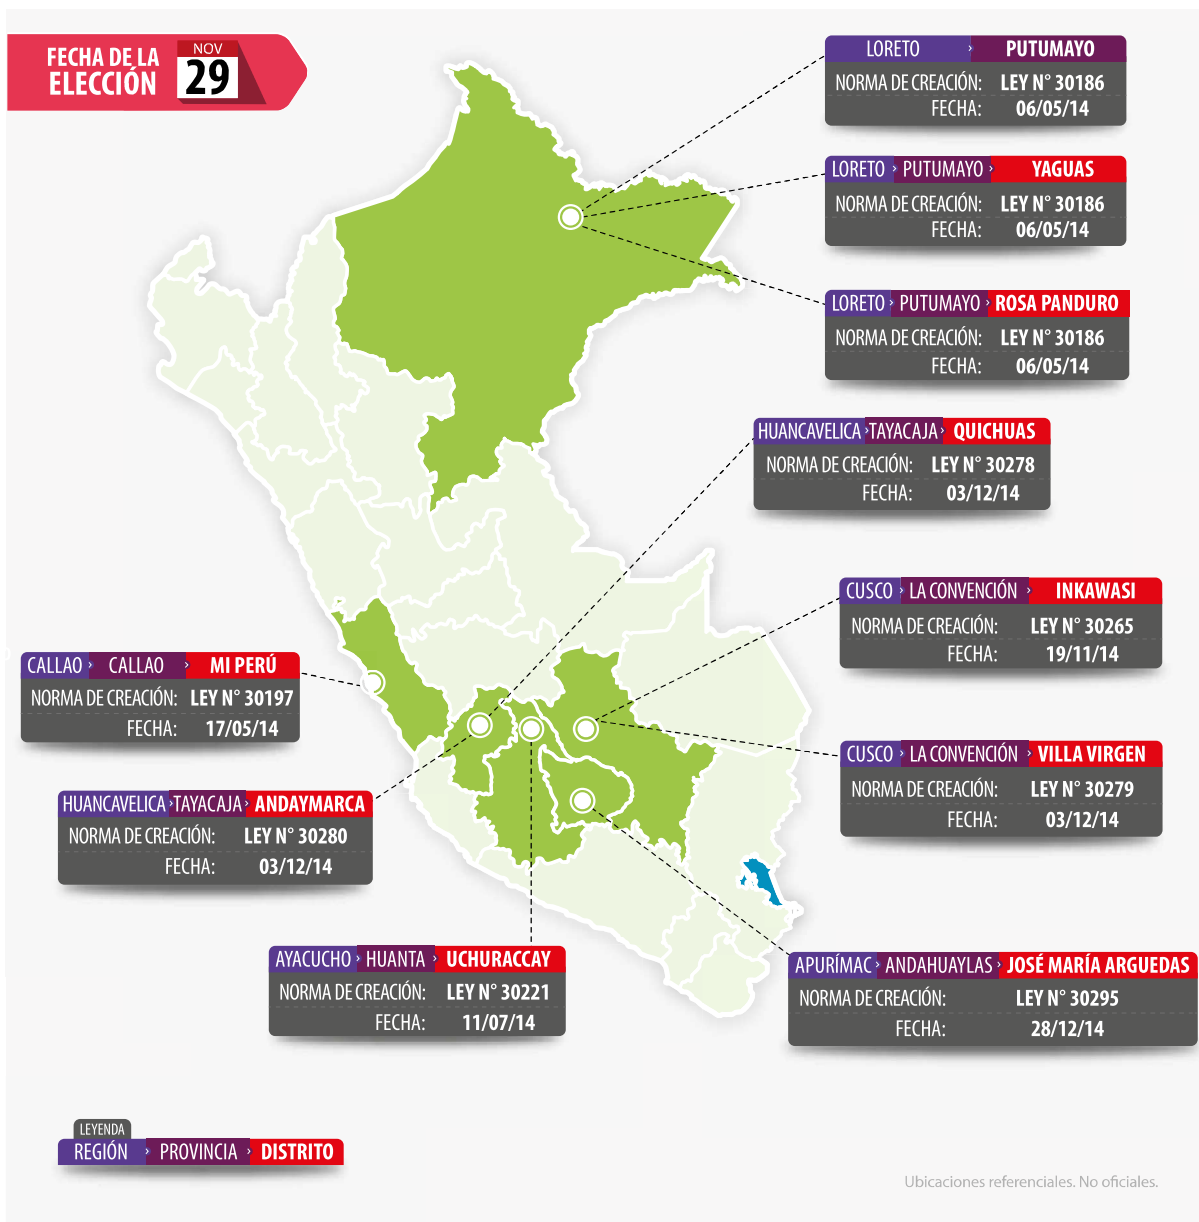 FECHA DE LA
ELECCIÓN
NOV
29
LORETO › PUTUMAYO
NORMA DE CREACIÓN: LEY N° 30186
FECHA: 06/05/14
LORETO › PUTUMAYO › YAGUAS
NORMA DE CREACIÓN: LEY N° 30186
FECHA: 06/05/14
LORETO › PUTUMAYO › ROSA PANDURO
NORMA DE CREACIÓN: LEY N° 30186
FECHA: 06/05/14
HUANCAVELICA › TAYACAJA › QUICHUAS
NORMA DE CREACIÓN: LEY N° 30278
FECHA: 03/12/14
CUSCO › LA CONVENCIÓN › INKAWASI
NORMA DE CREACIÓN: LEY N° 30265
FECHA: 19/11/14
CALLAO › CALLAO › MI PERÚ
NORMA DE CREACIÓN: LEY N° 30197
FECHA: 17/05/14
CUSCO › LA CONVENCIÓN › VILLA VIRGEN
NORMA DE CREACIÓN: LEY N° 30279
FECHA: 03/12/14
HUANCAVELICA › TAYACAJA › ANDAYMARCA
NORMA DE CREACIÓN: LEY N° 30280
FECHA: 03/12/14
AYACUCHO › HUANTA › UCHURACCAY
NORMA DE CREACIÓN: LEY N° 30221
FECHA: 11/07/14
APURÍMAC › ANDAHUAYLAS › JOSÉ MARÍA ARGUEDAS
NORMA DE CREACIÓN: LEY N° 30295
FECHA: 28/12/14
LEYENDA
REGIÓN › PROVINCIA › DISTRITO
Ubicaciones referenciales. No oficiales.